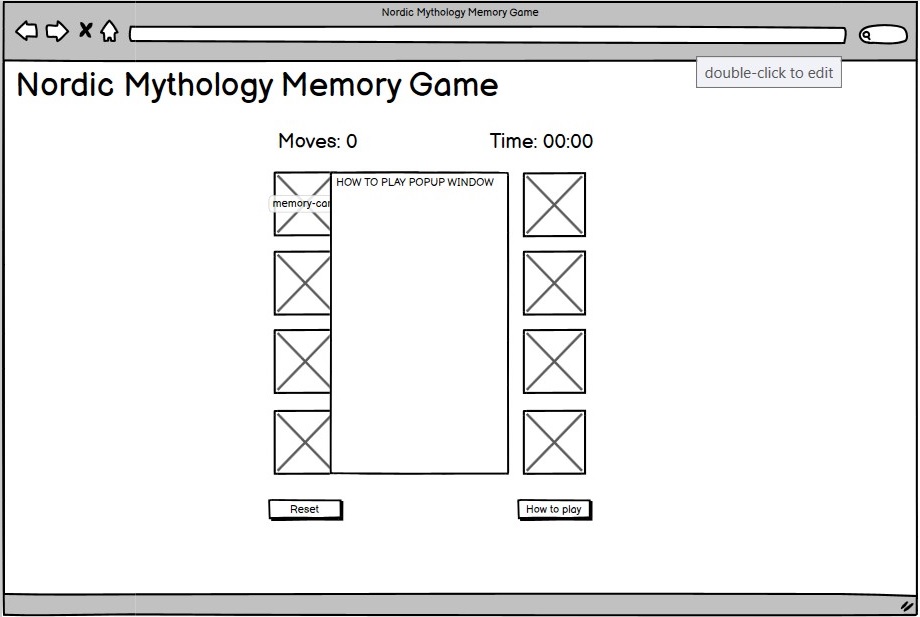 Nordic Mythology Memory Game
double-click to edit
Nordic Mythology Memory Game
Moves: 0
Time: 00:00
HOW TO PLAY POPUP WINDOW
memory-car
Reset
How to play